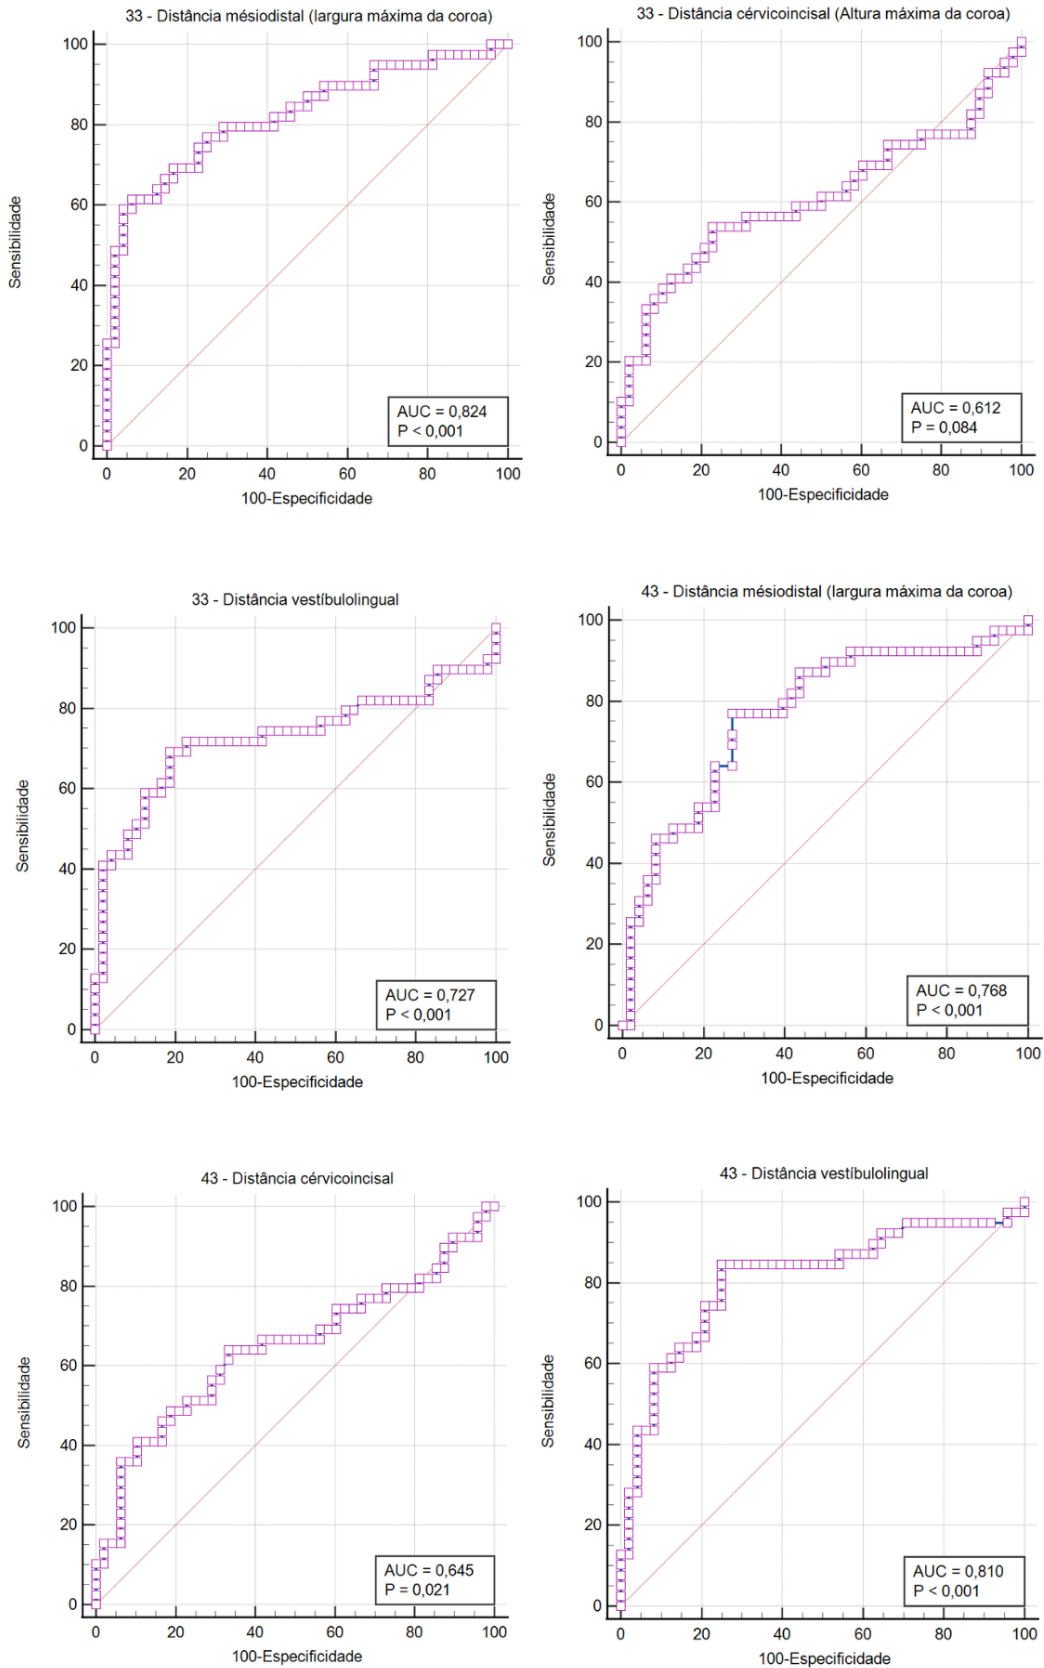 33 - Distância mésiodistal (largura máxima da coroa)
100
80
60
40
20
0
Sensibilidade
AUC = 0,824
P < 0,001
0 20 40 60 80 100
100-Especificidade
33 - Distância cérvicoincisal (Altura máxima da coroa)
100
80
60
40
20
0
Sensibilidade
AUC = 0,612
P = 0,084
0 20 40 60 80 100
100-Especificidade
33 - Distância vestíbulolingual
100
80
60
40
20
0
Sensibilidade
AUC = 0,727
P < 0,001
0 20 40 60 80 100
100-Especificidade
43 - Distância mésiodistal (largura máxima da coroa)
100
80
60
40
20
0
Sensibilidade
AUC = 0,768
P < 0,001
0 20 40 60 80 100
100-Especificidade
43 - Distância cérvicoincisal
100
80
60
40
20
0
Sensibilidade
AUC = 0,645
P = 0,021
0 20 40 60 80 100
100-Especificidade
43 - Distância vestíbulolingual
100
80
60
40
20
0
Sensibilidade
AUC = 0,810
P < 0,001
0 20 40 60 80 100
100-Especificidade